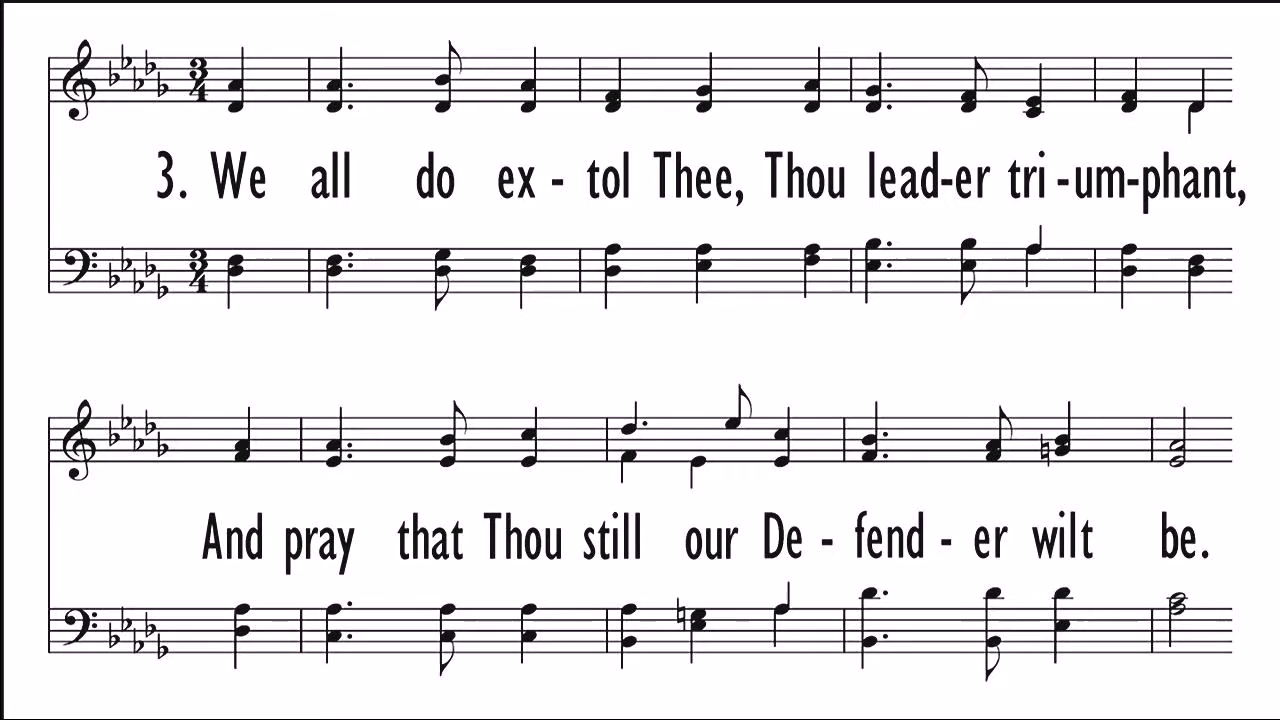 3. We all do ex - tol Thee, Thou lead-er tri-um-phant,
And pray that Thou still our De - fend - er wilt be.